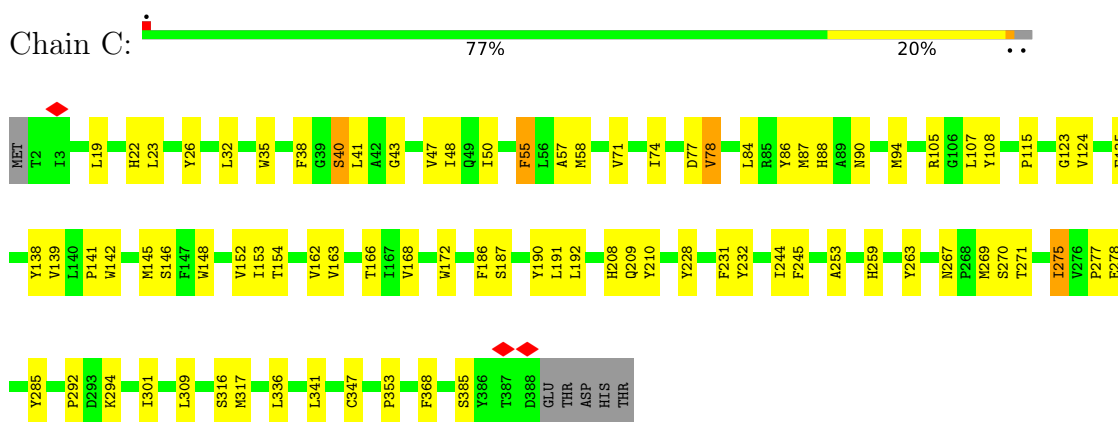 Chain C:
77%
20%
MET T2 I3 L19 H22 L23 Y26 L32 W35 F38 G39 S40 L41 A42 G43 V47 I48 Q49 I50 F55 L56 A57 M58 V71 I74 D77 V78 L84 R85 Y86 M87 H88 A89 N90 M94 R105 G106 L107 Y108 P115 G123 V124
Y138 V139 L140 P141 W142 M145 S146 F147 W148 V152 I153 T154 V162 V163 T166 I167 V168 W172 F186 S187 Y190 L191 L192 H208 Q209 Y210 Y228 F231 Y232 I244 F245 A253 H259 Y263 N267 P268 M269 S270 T271 I275 V276 P277
Y285 P292 D293 K294 I301 L309 S316 M317 L336 L341 C347 P353 F368 S385 Y386 T387 D388 GLU THR ASP HIS THR